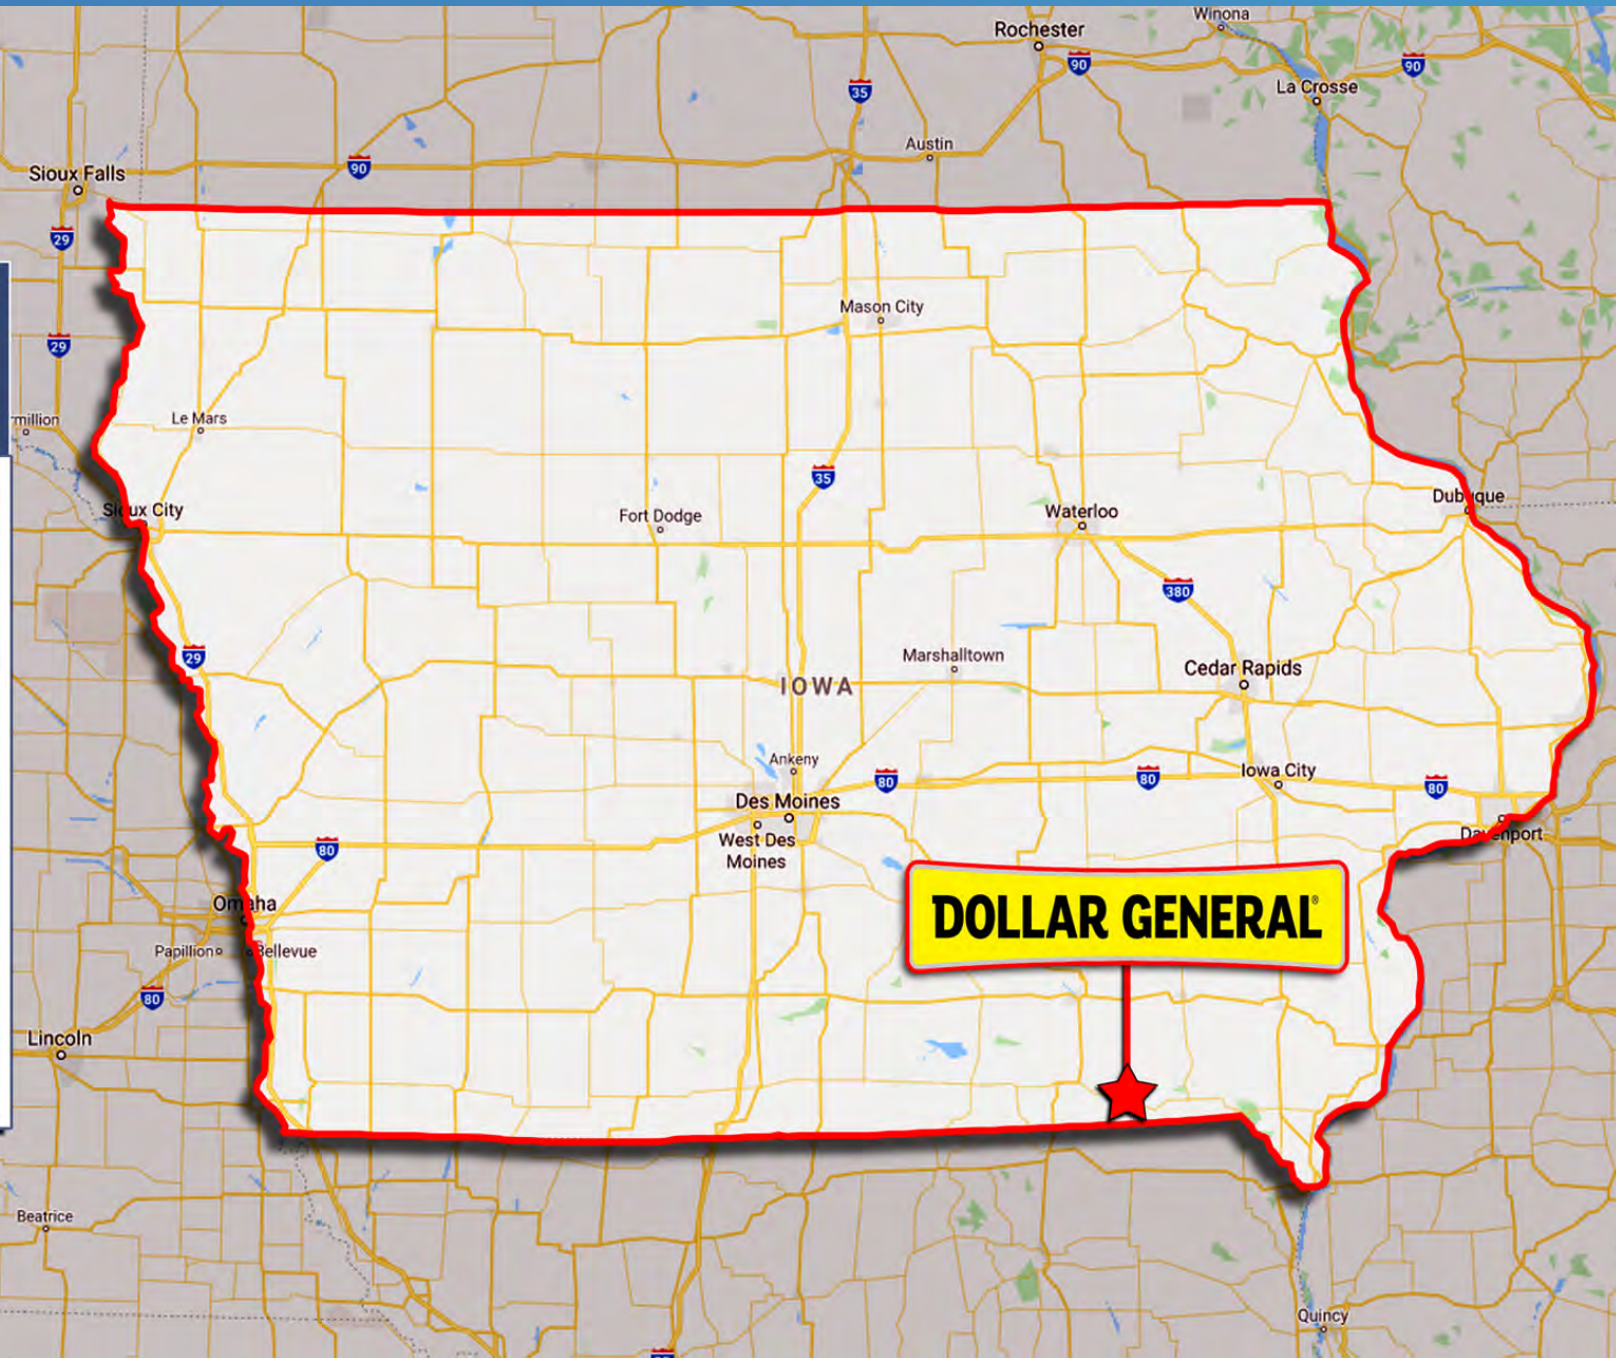 Winona
Rochester
90
90
35
La Crosse
Austin
90
Sioux Falls
29
Mason City
29
Le Mars
rmillion
35
Dubuque
Sioux City
Fort Dodge
Waterloo
380
29
Marshalltown
Cedar Rapids
IOWA
Ankeny
80
80
Iowa City
80
Des Moines
West Des
Moines
Davenport
80
Omaha
DOLLAR GENERAL®
Papillion
Bellevue
80
Lincoln
Beatrice
Quincy